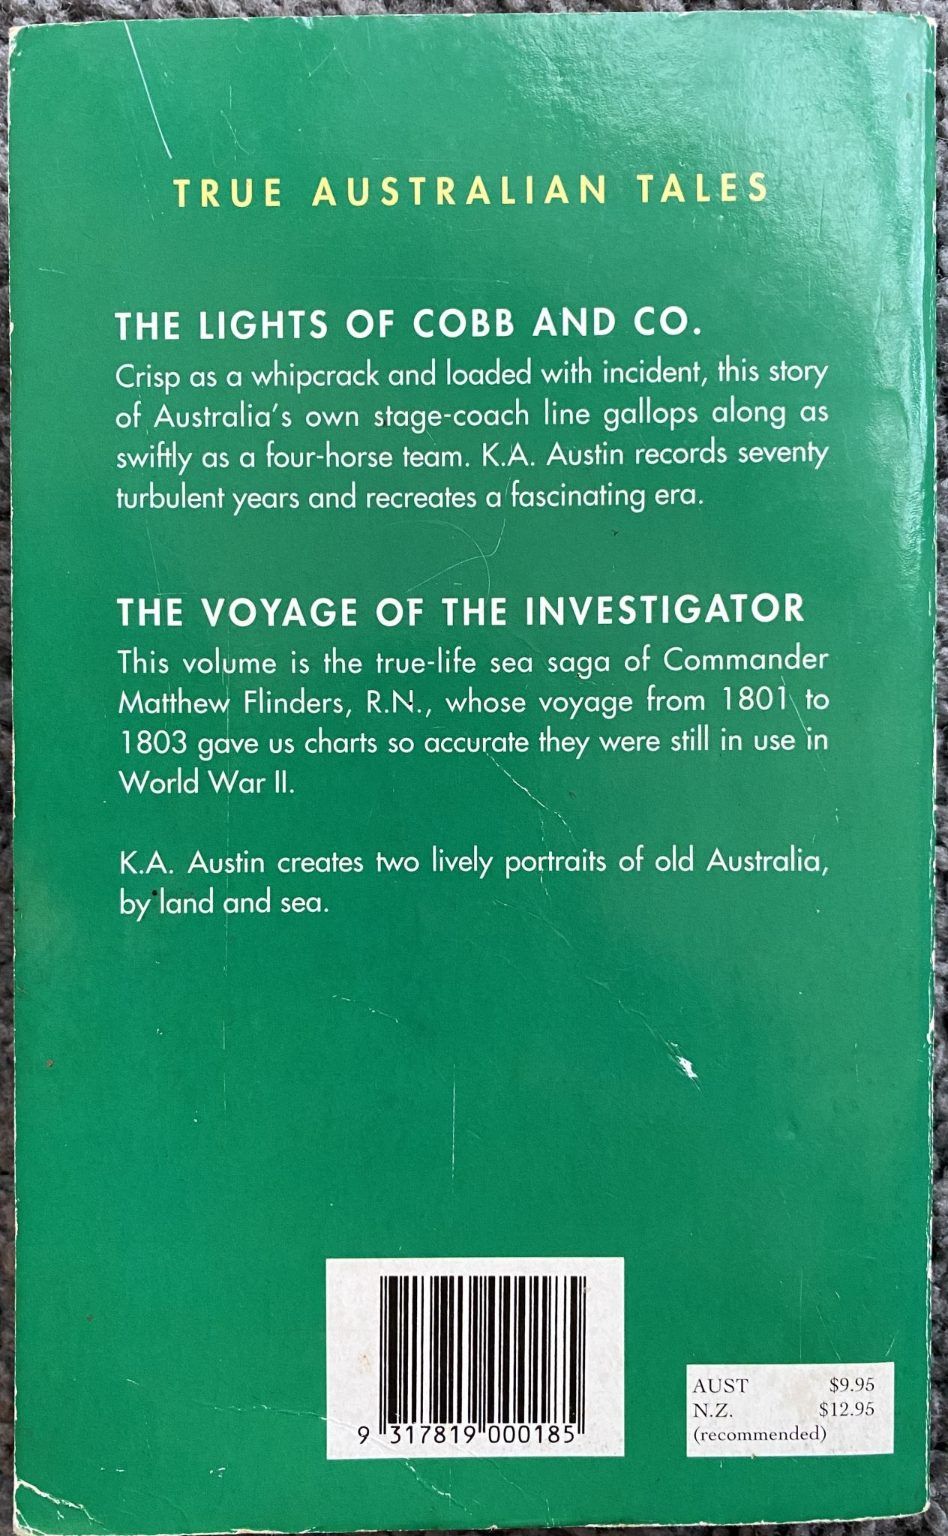 TRUE AUSTRALIAN TALES
THE LIGHTS OF COBB AND CO.
Crisp as a whipcrack and loaded with incident, this story
of Australia's own stage-coach line gallops along as
swiftly as a four-horse team. K.A. Austin records seventy
turbulent years and recreates a fascinating era.
THE VOYAGE OF THE INVESTIGATOR
This volume is the true-life sea saga of Commander
Matthew Flinders, R.N., whose voyage from 1801 to
1803 gave us charts so accurate they were still in use in
World War II.
K.A. Austin creates two lively portraits of old Australia,
by land and sea.
9 317819 000185
AUST $9.95
N.Z. $12.95
(recommended)